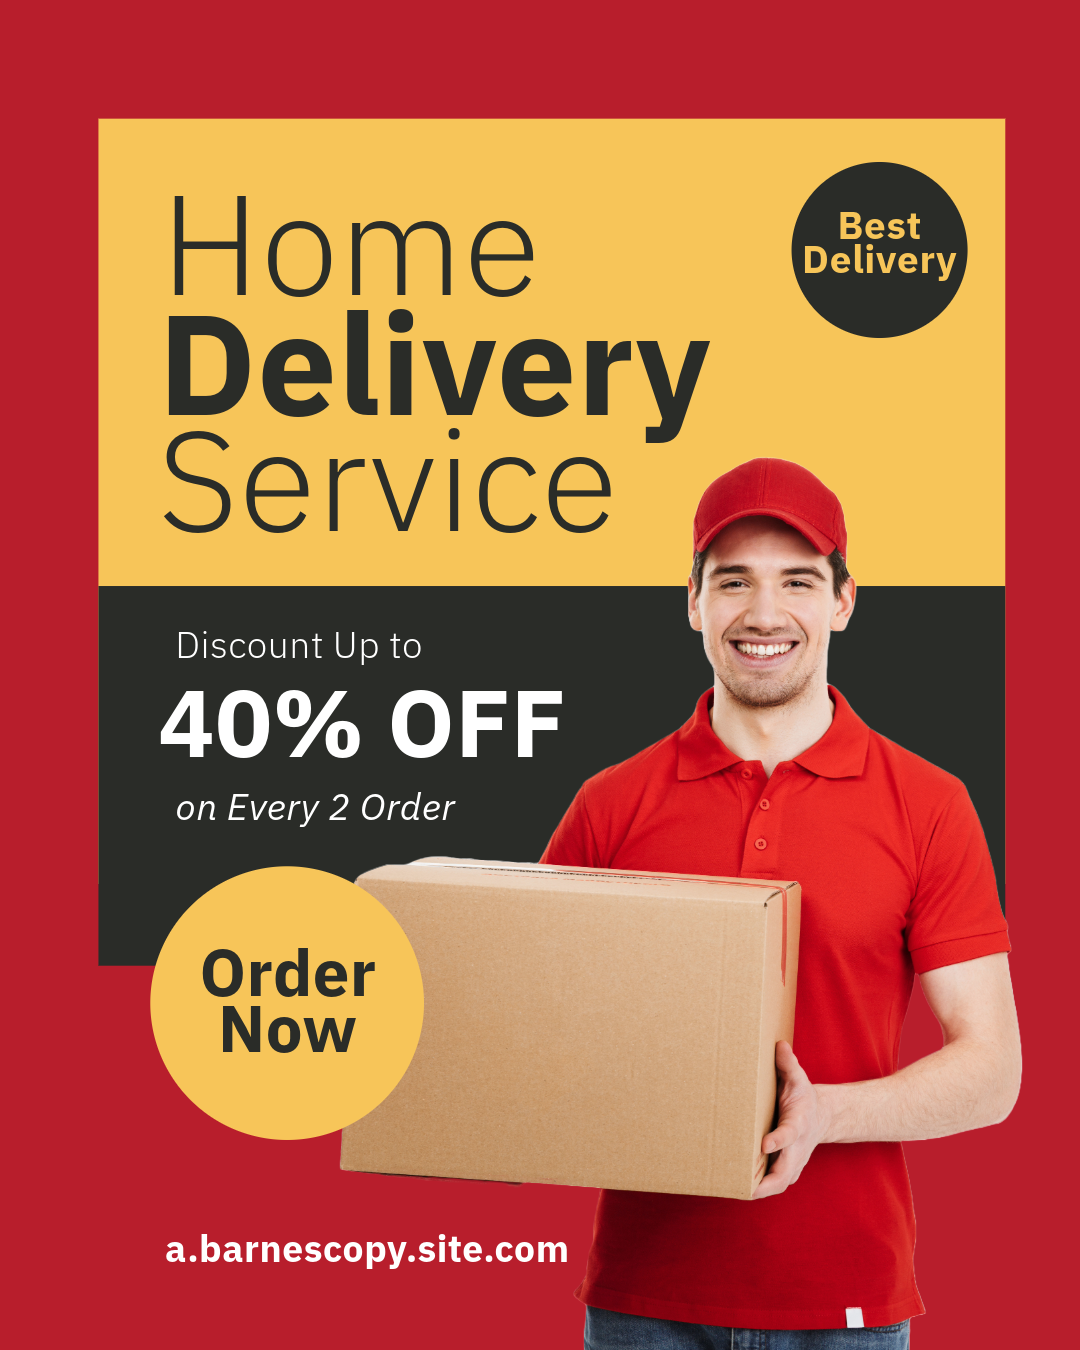 Home
Delivery
Service
Best
Delivery
Discount Up to
40% OFF
on Every 2 Order
Order
Now
a.barnescopy.site.com